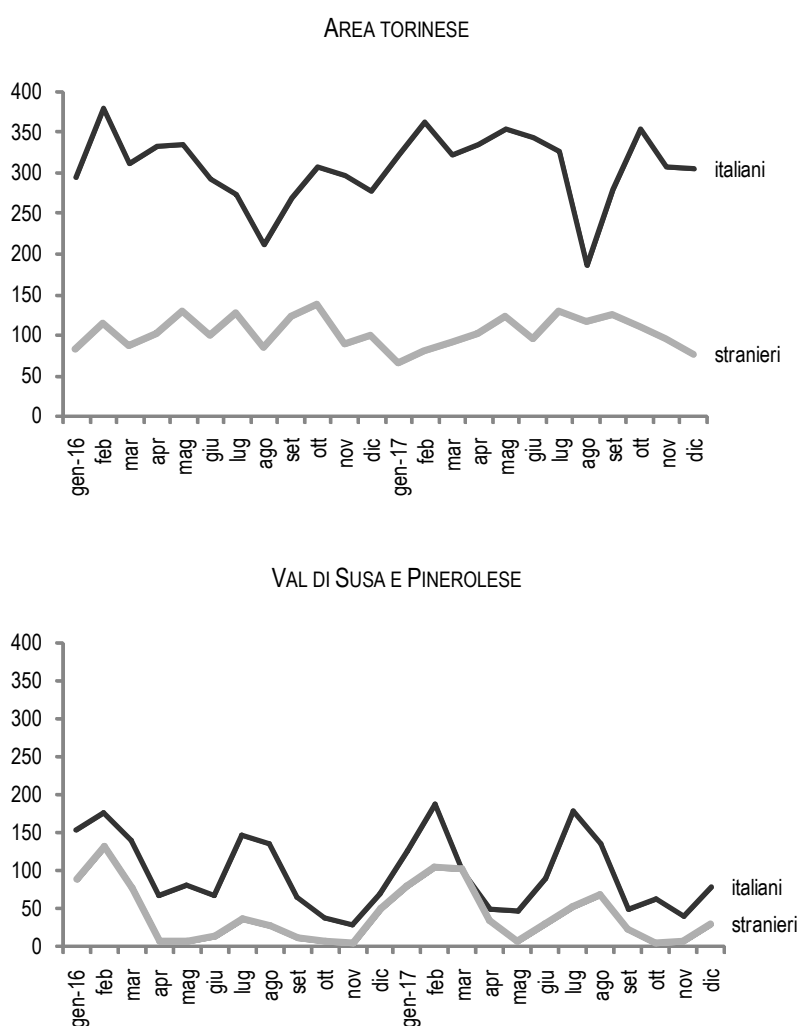 AREA TORINESE
400
350
300
250
200
150
100
50
0
italiani
stranieri
gen-16 feb mar apr mag giu lug ago set ott nov dic gen-17 feb mar apr mag giu lug ago set ott nov dic
VAL DI SUSA E PINEROLESE
400
350
300
250
200
150
100
50
0
italiani
stranieri
gen-16 feb mar apr mag giu lug ago set ott nov dic gen-17 feb mar apr mag giu lug ago set ott nov dic